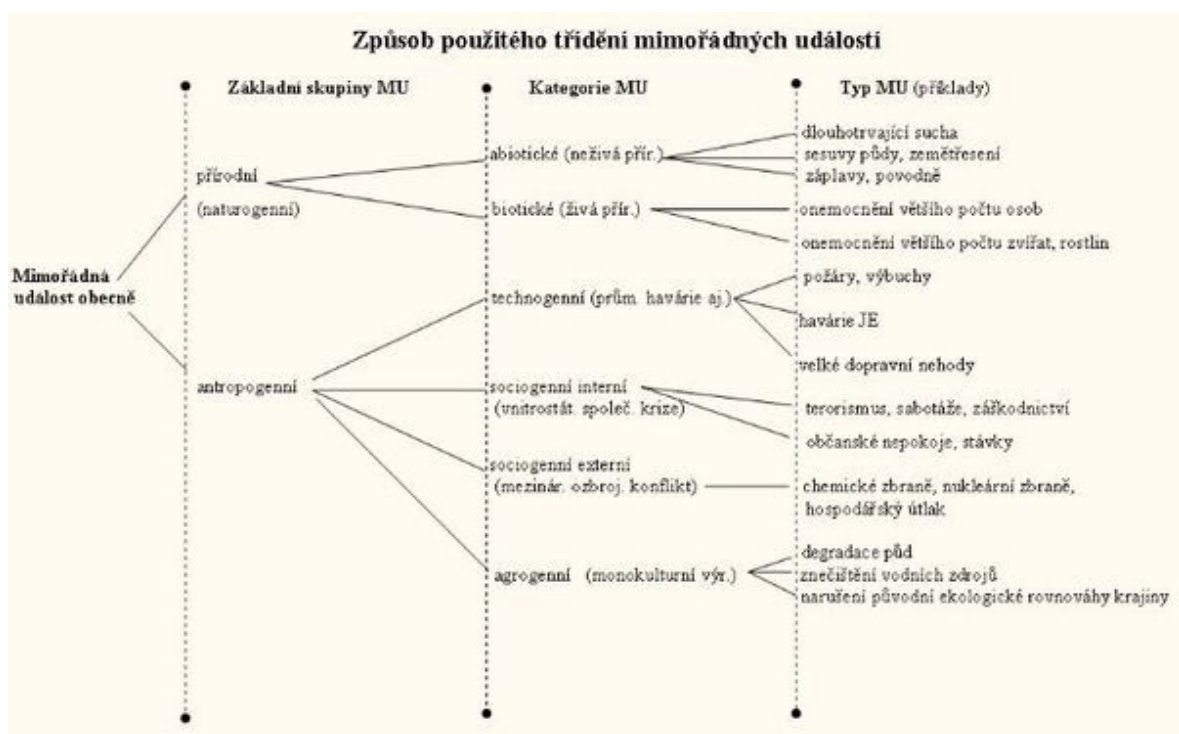 Způsob použitého třídění mimořádných událostí
Základní skupiny MU
Kategorie MU
Typ MU (příklady)
Mimořádná
událost obecně
přírodní
(naturogenní)
abiotické (neživá přír.)
dlouhotrvající sucha
sesuvy půdy, zemětřesení
záplavy, povodně
biotické (živá přír.)
onemocnění většího počtu osob
onemocnění většího počtu zvířat, rostlin
antropogenní
technogenní (prům. havárie aj.)
požáry, výbuchy
havárie JE
velké dopravní nehody
sociogenní interní
(vnitrostát. společ. krize)
terorismus, sabotáže, záškodnictví
občanské nepokoje, stávky
sociogenní externí
(mezinár. ozbroj. konflikt)
chemické zbraně, nukleární zbraně,
hospodářský útlak
agrogenní (monokulturní výr.)
degradace půd
znečištění vodních zdrojů
narušení původní ekologické rovnováhy krajiny